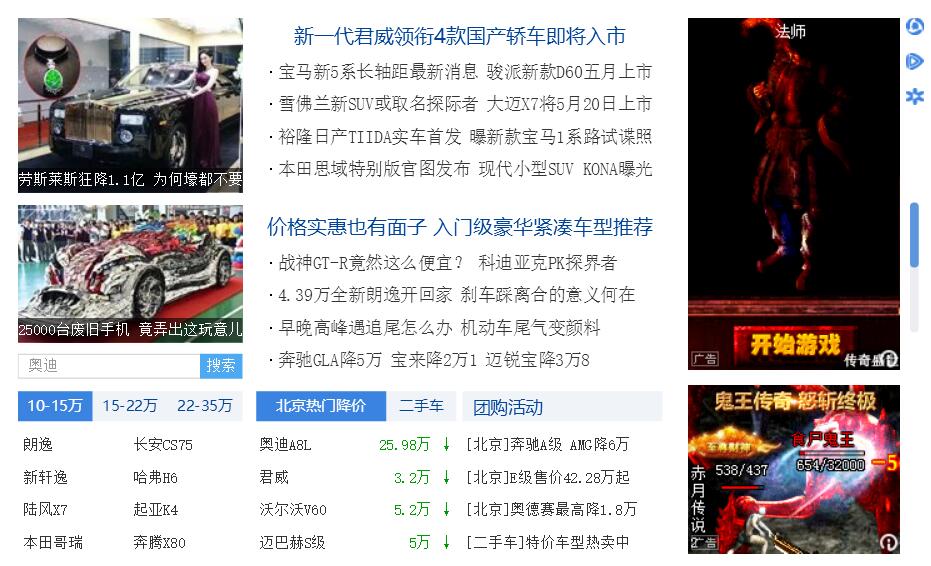 劳斯莱斯狂降1.1亿 为何壕都不要
25000台废旧手机 竟弄出这玩意儿
奥迪 搜索
10-15万 15-22万 22-35万
朗逸 长安CS75
新轩逸 哈弗H6
陆风X7 起亚K4
本田哥瑞 奔腾X80
新一代君威领衔4款国产轿车即将入市
·宝马新5系长轴距最新消息 骏派新款D60五月上市
·雪佛兰新SUV或取名探际者 大迈X7将5月20日上市
·裕隆日产TIIDA实车首发 曝新款宝马1系路试谍照
·本田思域特别版官图发布 现代小型SUV KONA曝光
价格实惠也有面子 入门级豪华紧凑车型推荐
·战神GT-R竟然这么便宜? 科迪亚克PK探界者
·4.39万全新朗逸开回家 刹车踩离合的意义何在
·早晚高峰遇追尾怎么办 机动车尾气变颜料
·奔驰GLA降5万 宝来降2万1 迈锐宝降3万8
北京热门降价 二手车
奥迪A8L 25.98万 ↓
君威 3.2万 ↓
沃尔沃V60 5.2万 ↓
迈巴赫S级 5万 ↓
团购活动
[北京]奔驰A级 AMG降6万
[北京]E级售价42.28万起
[北京]奥德赛最高降1.8万
[二手车]特价车型热卖中
法师
开始游戏
广告 传奇盛世
鬼王传奇 怒斩终极
至尊财神 食尸鬼王
538/437 654/32000 -5
赤月传说
广告